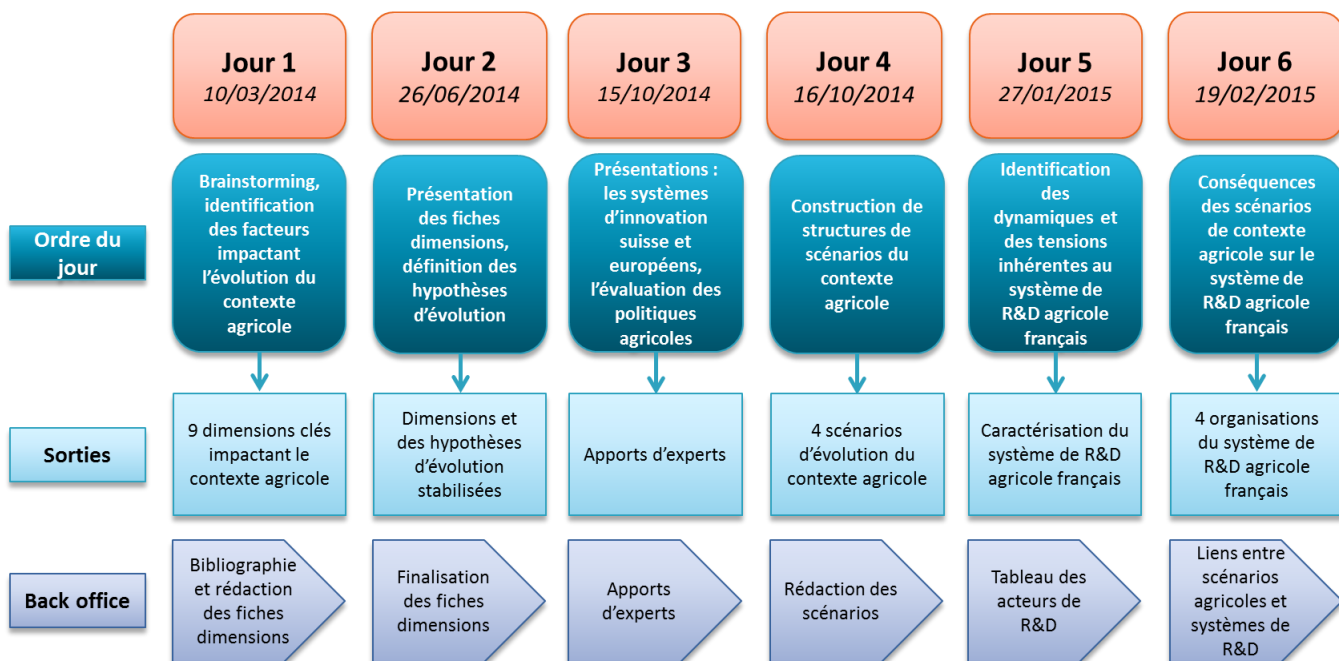 Jour 1
10/03/2014
Jour 2
26/06/2014
Jour 3
15/10/2014
Jour 4
16/10/2014
Jour 5
27/01/2015
Jour 6
19/02/2015
Ordre du
jour
Brainstorming,
identification
des facteurs
impactant
l’évolution du
contexte
agricole
Présentation
des fiches
dimensions,
définition des
hypothèses
d’évolution
Présentations :
les systèmes
d’innovation
suisse et
européens,
l’évaluation des
politiques
agricoles
Construction de
structures de
scénarios du
contexte
agricole
Identification
des
dynamiques et
des tensions
inhérentes au
système de
R&D agricole
français
Conséquences
des scénarios
de contexte
agricole sur le
système de
R&D agricole
français
Sorties
9 dimensions clés
impactant le
contexte agricole
Dimensions et
des hypothèses
d’évolution
stabilisées
Apports d’experts
4 scénarios
d’évolution du
contexte agricole
Caractérisation du
système de R&D
agricole français
4 organisations
du système de
R&D agricole
français
Back office
Bibliographie
et rédaction
des fiches
dimensions
Finalisation
des fiches
dimensions
Apports
d’experts
Rédaction des
scénarios
Tableau des
acteurs de
R&D
Liens entre
scénarios
agricoles et
systèmes de
R&D